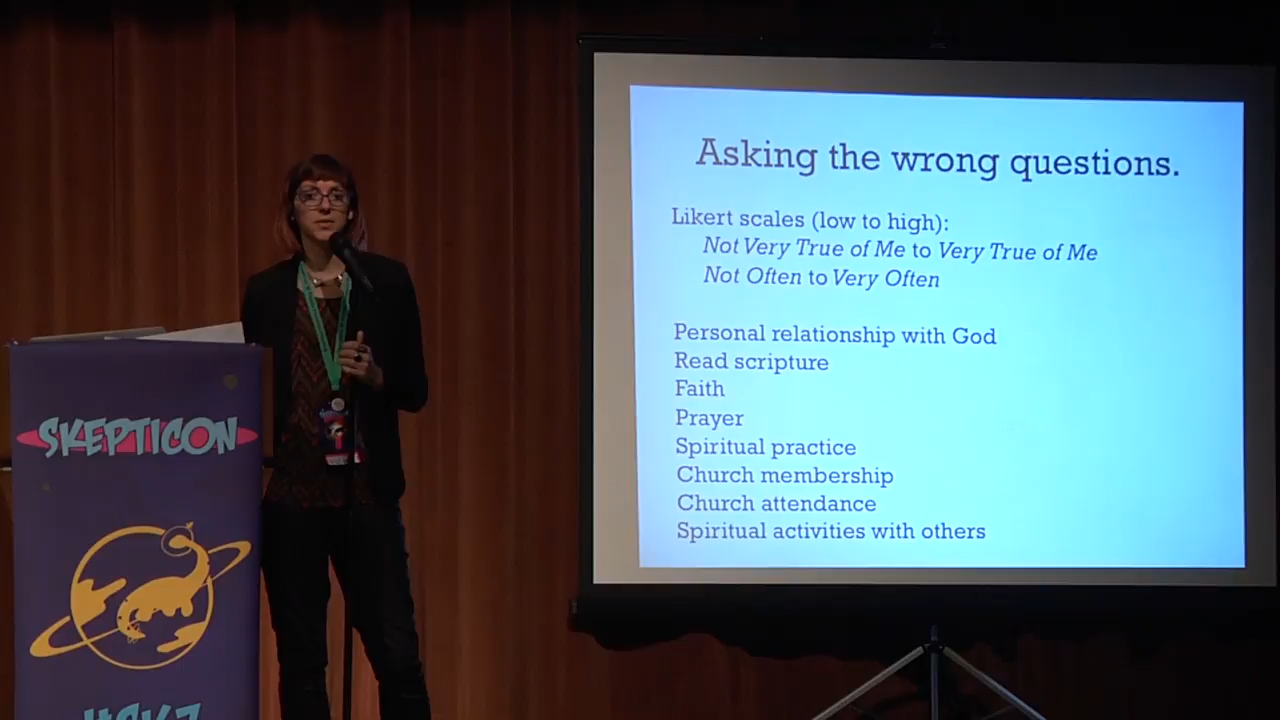 SKEPTICON
Asking the wrong questions.
Likert scales (low to high):
Not Very True of Me to Very True of Me
Not Often to Very Often
Personal relationship with God
Read scripture
Faith
Prayer
Spiritual practice
Church membership
Church attendance
Spiritual activities with others